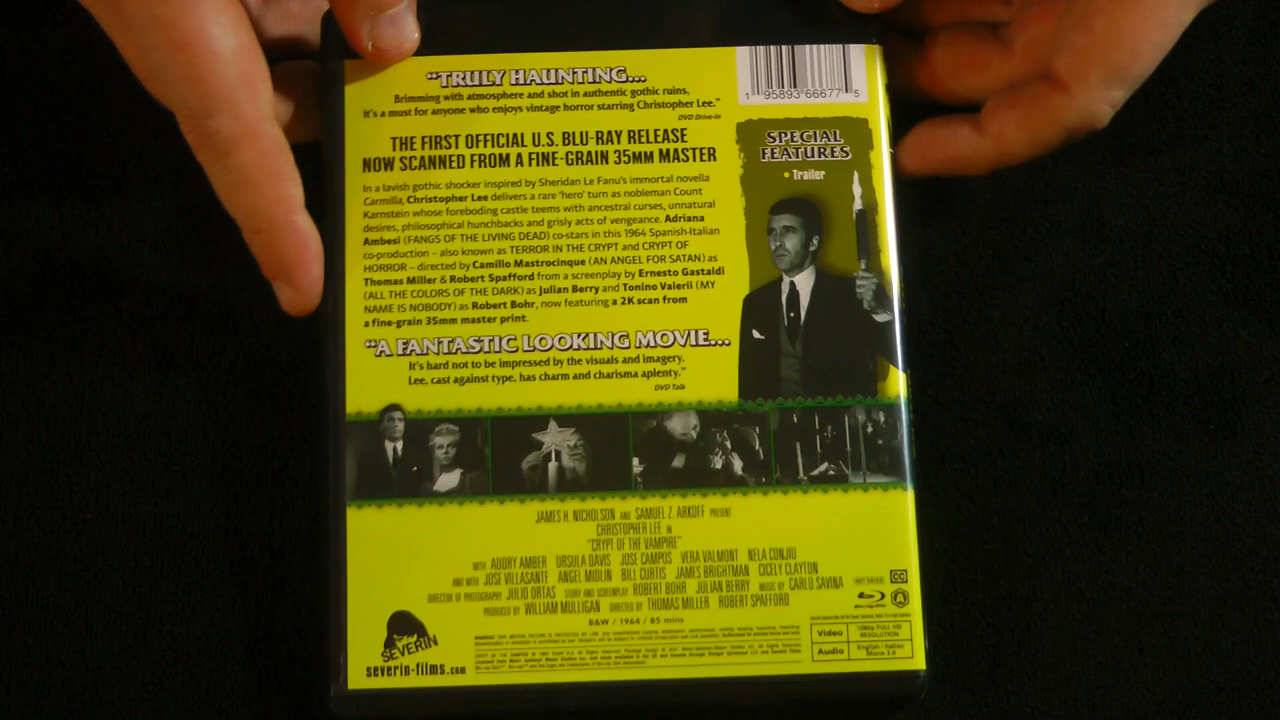 "TRULY HAUNTING...
Brimming with atmosphere and shot in authentic gothic ruins,
it's a must for anyone who enjoys vintage horror starring Christopher Lee."
DVD Drive-In
1 95893 66677 5
THE FIRST OFFICIAL U.S. BLU-RAY RELEASE
NOW SCANNED FROM A FINE-GRAIN 35MM MASTER
SPECIAL
FEATURES
• Trailer
In a lavish gothic shocker inspired by Sheridan Le Fanu's immortal novella
Carmilla, Christopher Lee delivers a rare 'hero' turn as nobleman Count
Karnstein whose foreboding castle teems with ancestral curses, unnatural
desires, philosophical hunchbacks and grisly acts of vengeance. Adriana
Ambesi (FANGS OF THE LIVING DEAD) co-stars in this 1964 Spanish-Italian
co-production – also known as TERROR IN THE CRYPT and CRYPT OF
HORROR – directed by Camillo Mastrocinque (AN ANGEL FOR SATAN) as
Thomas Miller & Robert Spafford from a screenplay by Ernesto Gastaldi
(ALL THE COLORS OF THE DARK) as Julian Berry and Tonino Valerii (MY
NAME IS NOBODY) as Robert Bohr, now featuring a 2K scan from
a fine-grain 35mm master print.
"A FANTASTIC LOOKING MOVIE...
It's hard not to be impressed by the visuals and imagery.
Lee, cast against type, has charm and charisma aplenty."
DVD Talk
JAMES H. NICHOLSON AND SAMUEL Z. ARKOFF PRESENT
CHRISTOPHER LEE IN
"CRYPT OF THE VAMPIRE"
WITH AUDRY AMBER URSULA DAVIS JOSE CAMPOS VERA VALMONT NELA CONJIU
AND WITH JOSE VILLASANTE ANGEL MIDLIN BILL CURTIS JAMES BRIGHTMAN CICELY CLAYTON
DIRECTOR OF PHOTOGRAPHY JULIO ORTAS STORY AND SCREENPLAY ROBERT BOHR JULIAN BERRY MUSIC BY CARLO SAVINA
PRODUCED BY WILLIAM MULLIGAN DIRECTED BY THOMAS MILLER ROBERT SPAFFORD
B&W / 1964 / 85 mins
NOT RATED
CC
Blu-ray Disc
A
SEVERIN
severin-films.com
Video 1080p FULL HD RESOLUTION
Audio English / Italian Mono 2.0